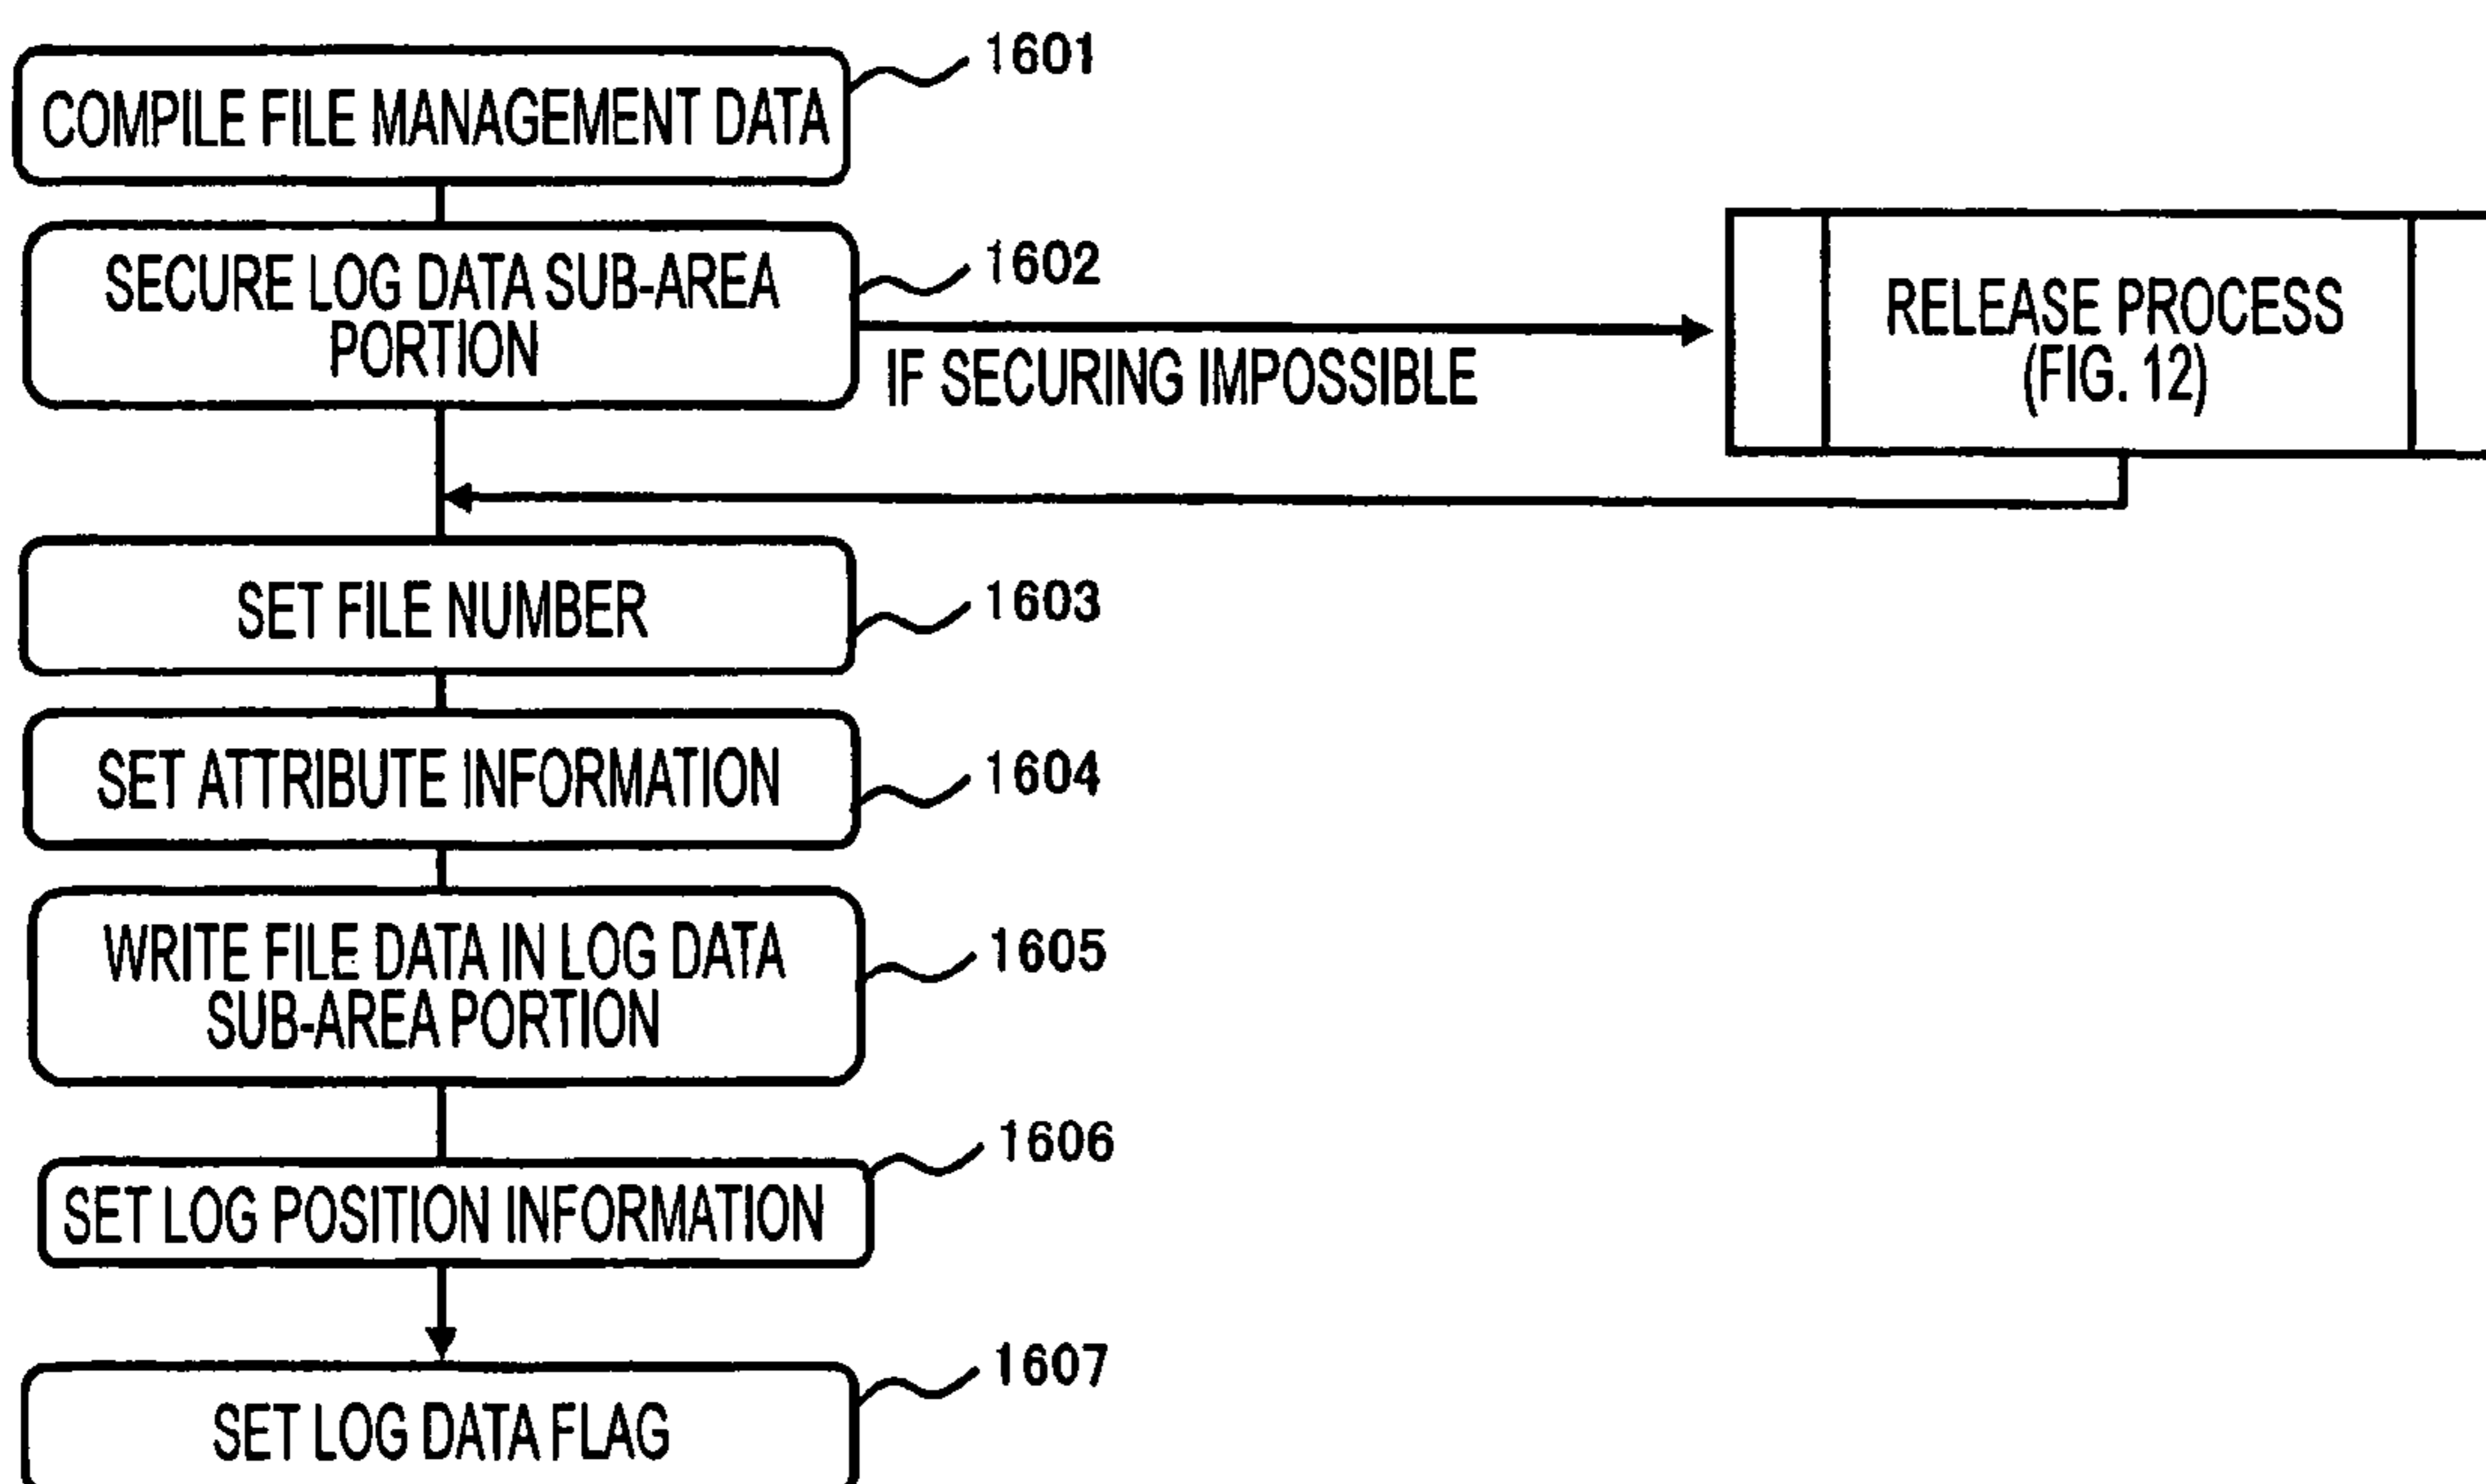 1601
COMPILE FILE MANAGEMENT DATA
1602
SECURE LOG DATA SUB-AREA
PORTION
IF SECURING IMPOSSIBLE
RELEASE PROCESS
(FIG. 12)
1603
SET FILE NUMBER
1604
SET ATTRIBUTE INFORMATION
1605
WRITE FILE DATA IN LOG DATA
SUB-AREA PORTION
1606
SET LOG POSITION INFORMATION
1607
SET LOG DATA FLAG